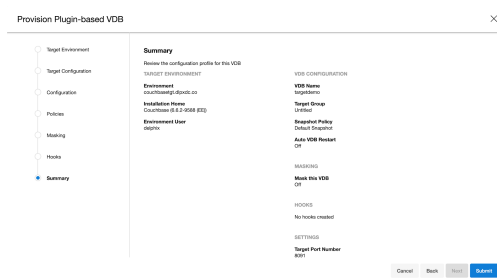 Provision Plugin-based VDB
Target Environment
Target Configuration
Configuration
Policies
Masking
Hooks
Summary
Summary
Review the configuration profile for this VDB
TARGET ENVIRONMENT
Environment
couchbasetgt.dlpxdc.co
Installation Home
Couchbase (6.6.2-9588 (EE))
Environment User
delphix
VDB CONFIGURATION
VDB Name
targetdemo
Target Group
Untitled
Snapshot Policy
Default Snapshot
Auto VDB Restart
Off
MASKING
Mask this VDB
Off
HOOKS
No hooks created
SETTINGS
Target Port Number
8091
Cancel Back Next Submit